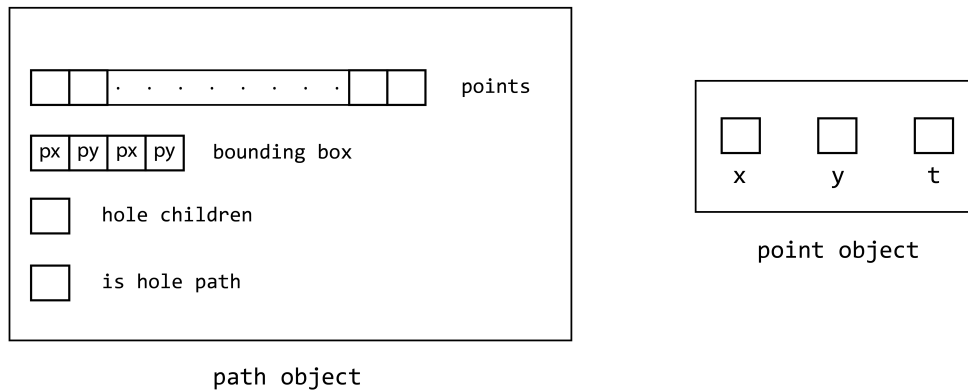 points
px py px py bounding box
hole children
is hole path
path object
x y t
point object